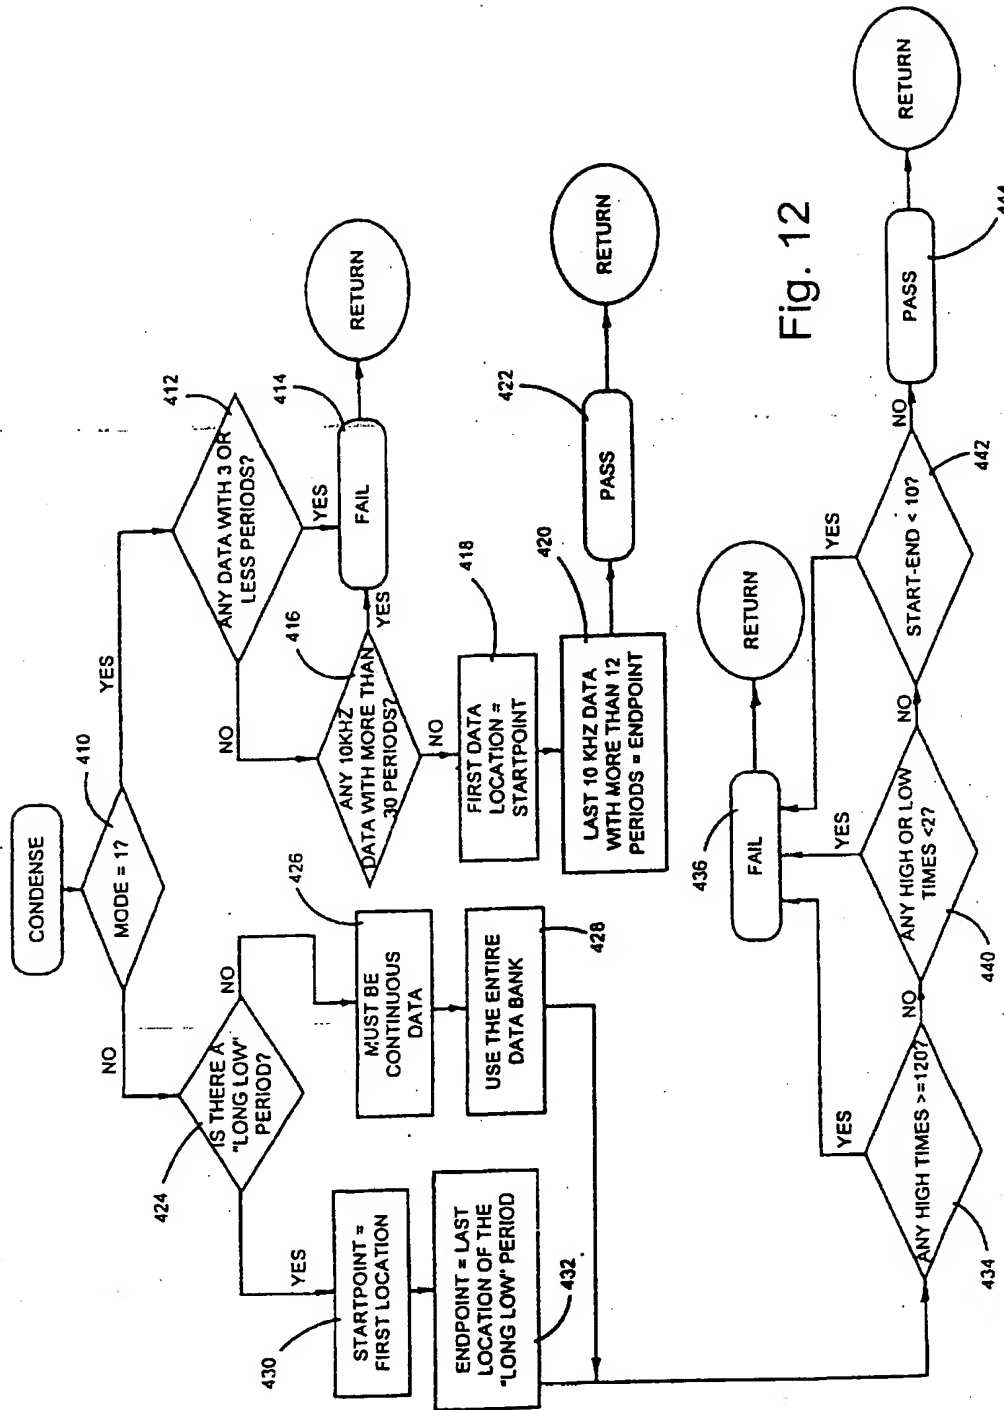 CONDENSE
410
MODE = 1?
YES
NO
412
ANY DATA WITH 3 OR
LESS PERIODS?
YES
NO
414
FAIL
RETURN
416
ANY 10KHZ
DATA WITH MORE THAN
30 PERIODS?
YES
NO
418
FIRST DATA
LOCATION =
STARTPOINT
420
LAST 10 KHZ DATA
WITH MORE THAN 12
PERIODS = ENDPOINT
422
PASS
RETURN
424
IS THERE A
"LONG LOW"
PERIOD?
NO
YES
426
MUST BE
CONTINUOUS
DATA
428
USE THE ENTIRE
DATA BANK
430
STARTPOINT =
FIRST LOCATION
ENDPOINT = LAST
LOCATION OF THE
"LONG LOW" PERIOD
432
434
ANY HIGH TIMES >=120?
YES
NO
436
FAIL
RETURN
440
ANY HIGH OR LOW
TIMES <2?
YES
NO
442
START-END < 10?
YES
NO
PASS
RETURN
Fig. 12